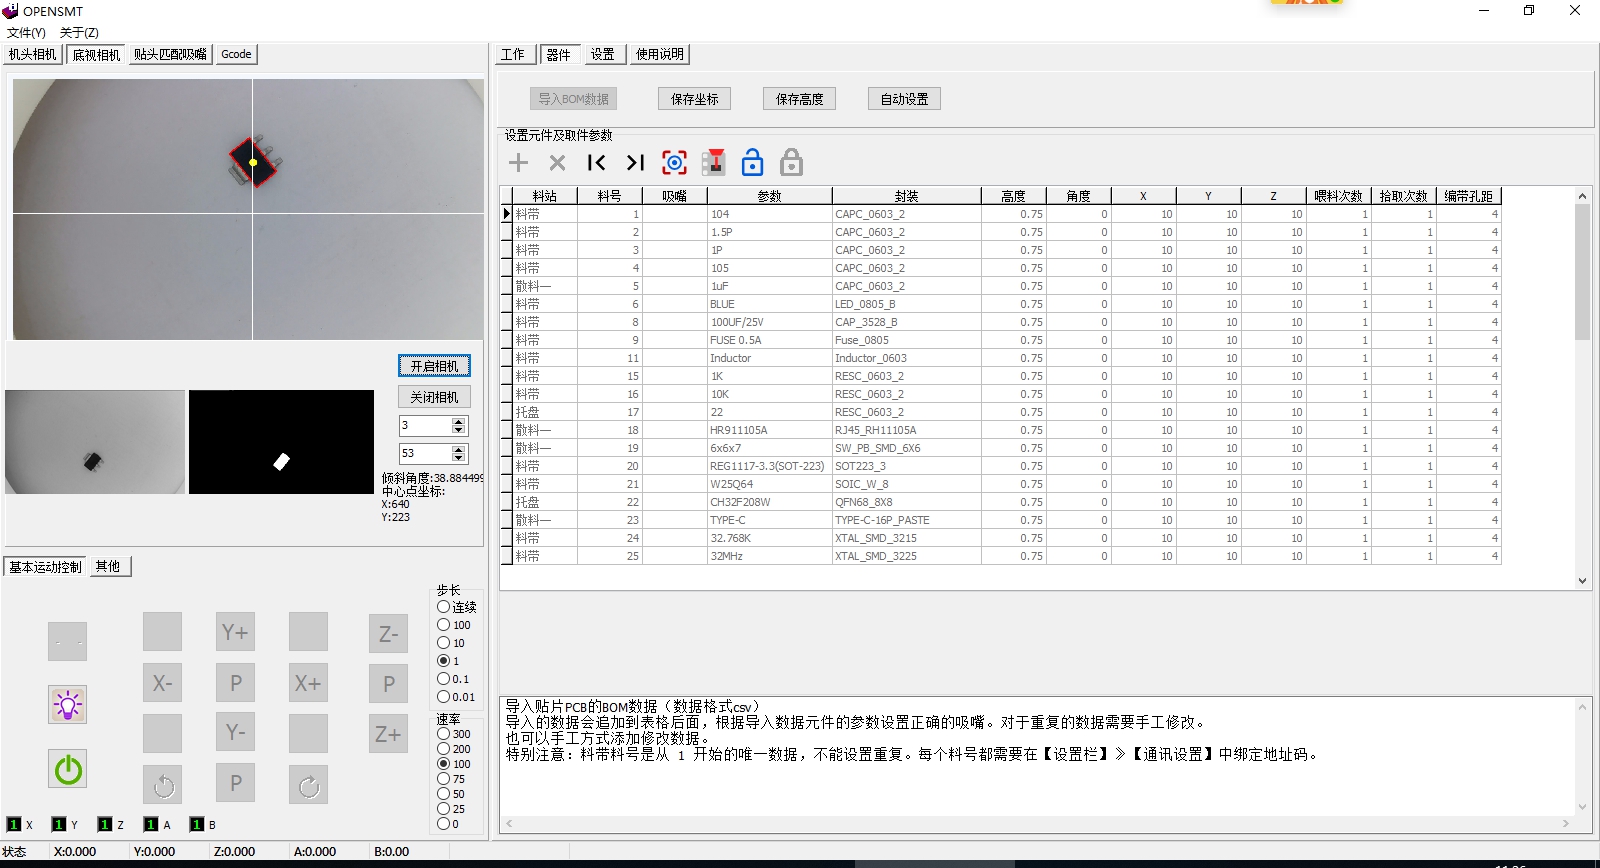 OPENSMT
文件(Y) 关于(Z)
机头相机 底视相机 贴头匹配吸嘴 Gcode
开启相机
关闭相机
3
53
倾斜角度:38.884499
中心点坐标:
X:640
Y:223
基本运动控制 其他
Y+ Z-
X- P X+ P
Y- Z+
P
步长
连续
100
10
1
0.1
0.01
速率
300
200
100
75
50
25
0
1 X 1 Y 1 Z 1 A 1 B
工作 器件 设置 使用说明
导入BOM数据 保存坐标 保存高度 自动设置
设置元件及取件参数
料站 料号 吸嘴 参数 封装 高度 角度 X Y Z 喂料次数 拾取次数 编带孔距
料带 1 104 CAPC_0603_2 0.75 0 10 10 10 1 1 4
料带 2 1.5P CAPC_0603_2 0.75 0 10 10 10 1 1 4
料带 3 1P CAPC_0603_2 0.75 0 10 10 10 1 1 4
料带 4 105 CAPC_0603_2 0.75 0 10 10 10 1 1 4
散料一 5 1uF CAPC_0603_2 0.75 0 10 10 10 1 1 4
料带 6 BLUE LED_0805_B 0.75 0 10 10 10 1 1 4
料带 8 100UF/25V CAP_3528_B 0.75 0 10 10 10 1 1 4
料带 9 FUSE 0.5A Fuse_0805 0.75 0 10 10 10 1 1 4
料带 11 Inductor Inductor_0603 0.75 0 10 10 10 1 1 4
料带 15 1K RESC_0603_2 0.75 0 10 10 10 1 1 4
料带 16 10K RESC_0603_2 0.75 0 10 10 10 1 1 4
托盘 17 22 RESC_0603_2 0.75 0 10 10 10 1 1 4
散料一 18 HR911105A RJ45_RH11105A 0.75 0 10 10 10 1 1 4
散料一 19 6x6x7 SW_PB_SMD_6X6 0.75 0 10 10 10 1 1 4
料带 20 REG1117-3.3(SOT-223) SOT223_3 0.75 0 10 10 10 1 1 4
料带 21 W25Q64 SOIC_W_8 0.75 0 10 10 10 1 1 4
托盘 22 CH32F208W QFN68_8X8 0.75 0 10 10 10 1 1 4
散料一 23 TYPE-C TYPE-C-16P_PASTE 0.75 0 10 10 10 1 1 4
料带 24 32.768K XTAL_SMD_3215 0.75 0 10 10 10 1 1 4
料带 25 32MHz XTAL_SMD_3225 0.75 0 10 10 10 1 1 4
导入贴片PCB的BOM数据（数据格式csv）
导入的数据会追加到表格后面，根据导入数据元件的参数设置正确的吸嘴。对于重复的数据需要手工修改。
也可以手工方式添加修改数据。
特别注意：料带料号是从 1 开始的唯一数据，不能设置重复。每个料号都需要在【设置栏】》【通讯设置】中绑定地址码。
状态 X:0.000 Y:0.000 Z:0.000 A:0.000 B:0.00